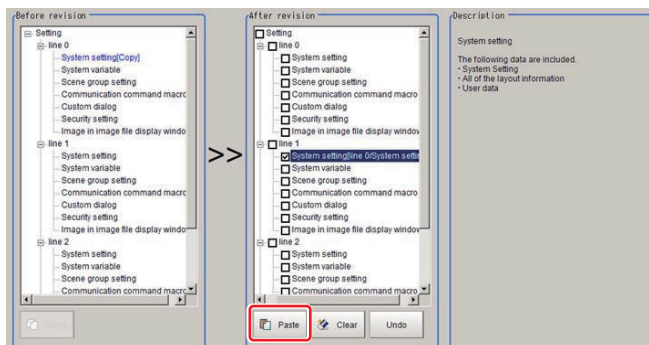 Before revision
Setting
line 0
System setting[Copy]
System variable
Scene group setting
Communication command macro
Custom dialog
Security setting
Image in image file display windo
line 1
System setting
System variable
Scene group setting
Communication command macro
Custom dialog
Security setting
Image in image file display windo
line 2
System setting
System variable
Scene group setting
Communication command macro
>>
After revision
Setting
line 0
System setting
System variable
Scene group setting
Communication command macro
Custom dialog
Security setting
Image in image file display window
line 1
System setting[line 0/System settin
System variable
Scene group setting
Communication command macro
Custom dialog
Security setting
Image in image file display window
line 2
System setting
System variable
Scene group setting
Communication command macro
Paste
Clear
Undo
Description
System setting
The following data are included.
・System Setting
・All of the layout information
・User data